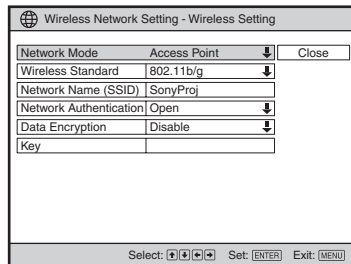 Wireless Network Setting - Wireless Setting
Network Mode Access Point Close
Wireless Standard 802.11b/g
Network Name (SSID) SonyProj
Network Authentication Open
Data Encryption Disable
Key
Select: Set: ENTER Exit: MENU